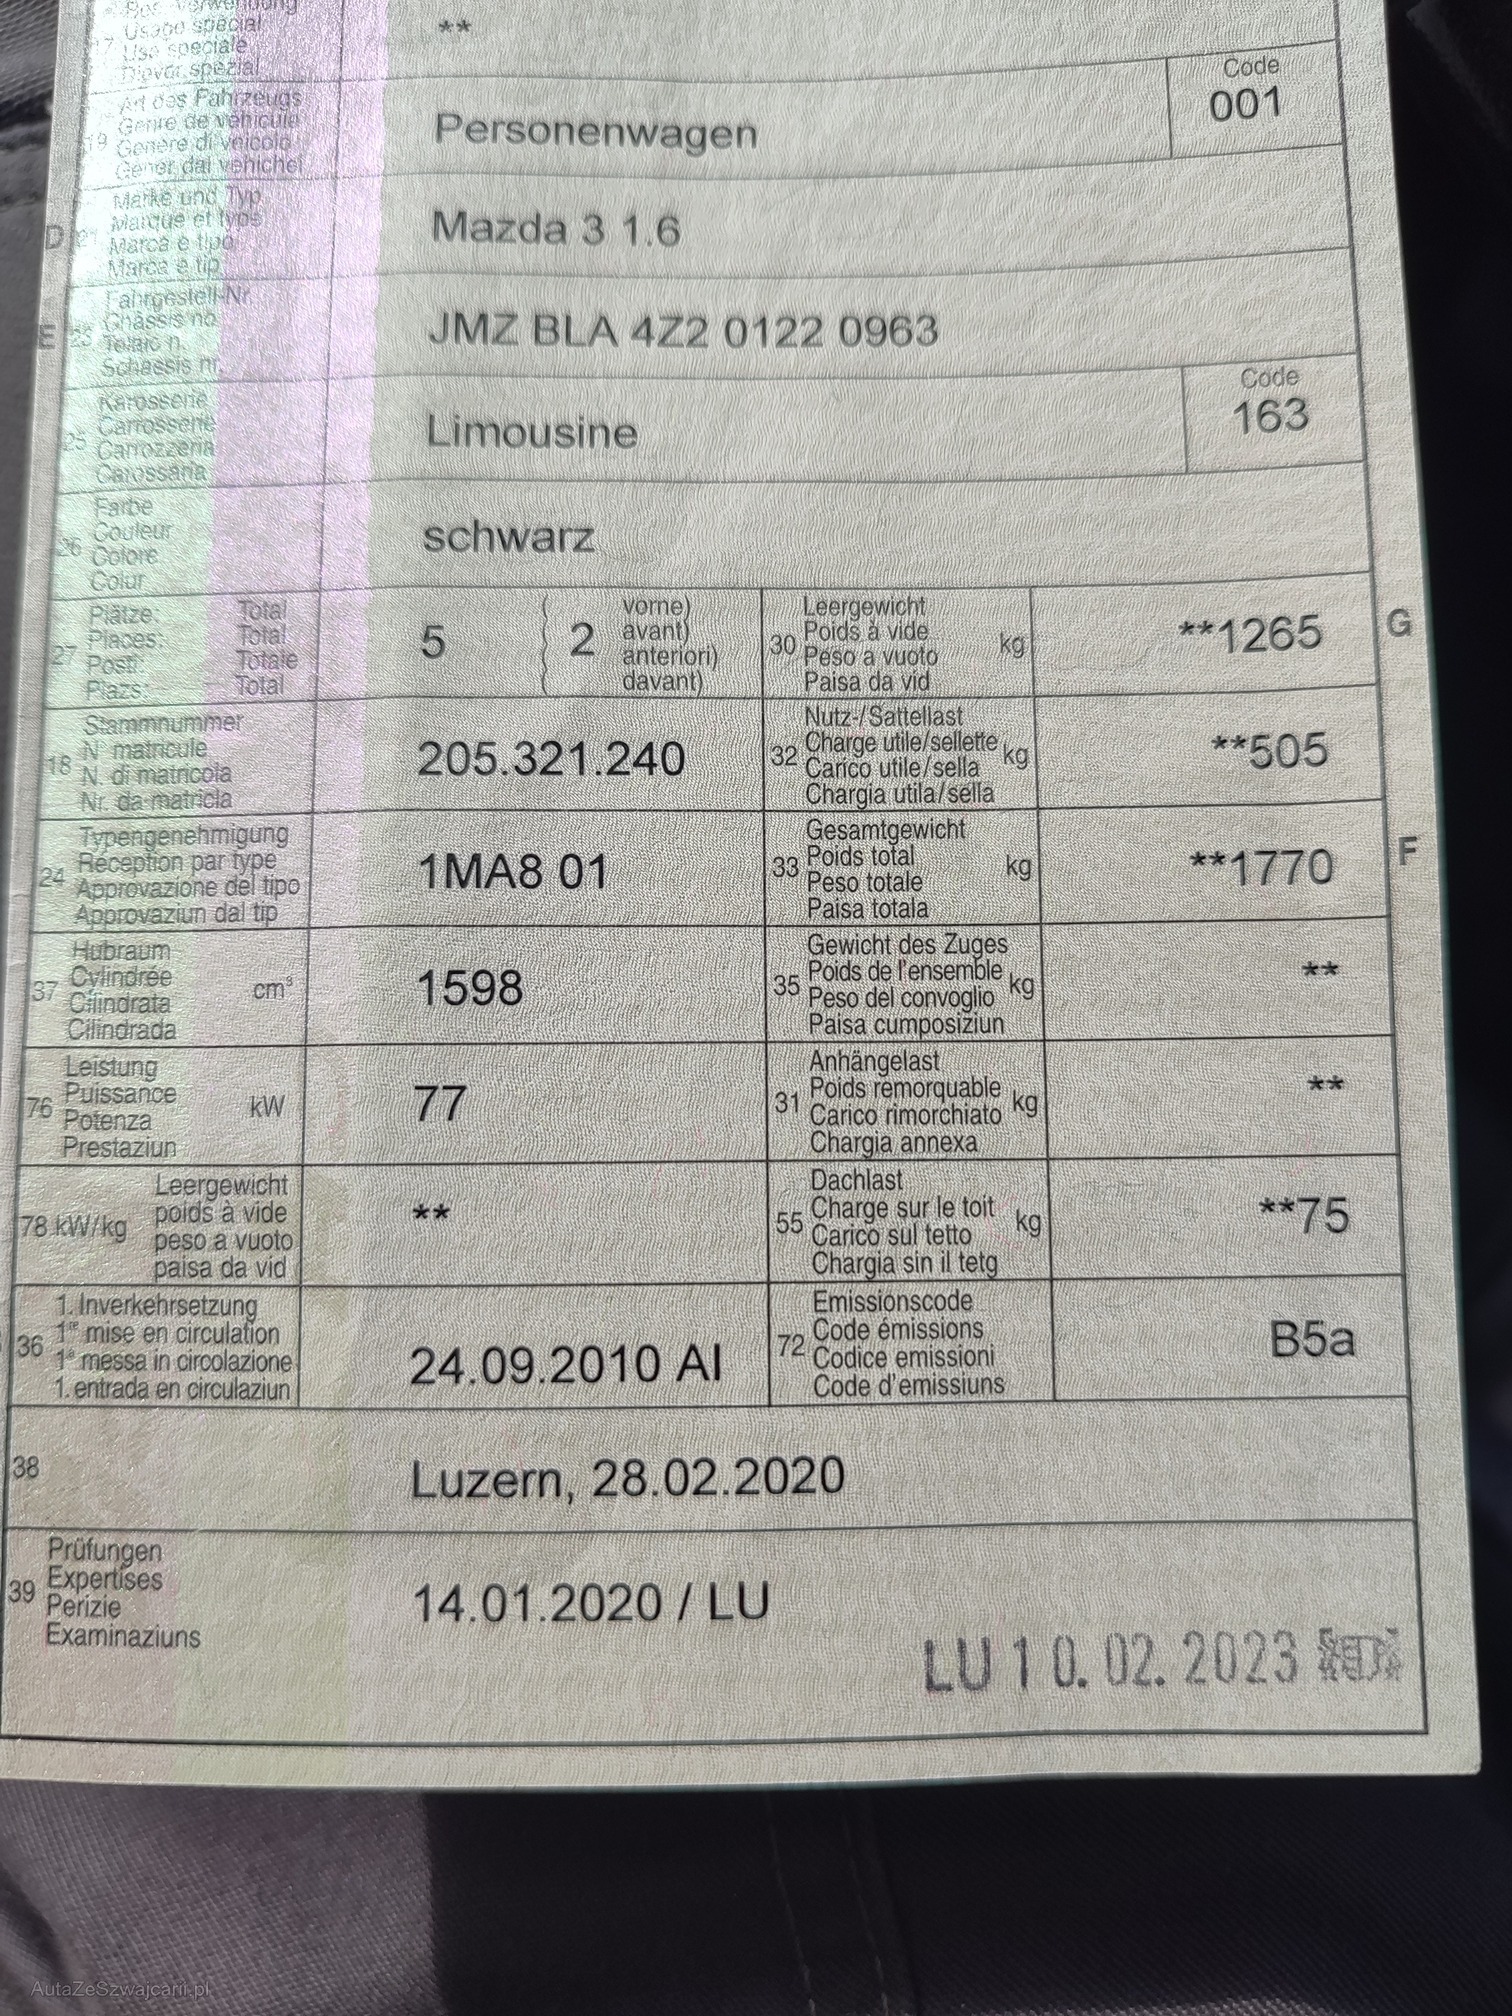 Bes. Verwendung
Usage spécial
17 Uso speciale
Diever spezial
**
Art des Fahrzeugs
Genre de véhicule
19 Genere di veicolo
Gener dal vehichel
Personenwagen
Code
001
Marke und Typ
Marque et type
D 21 Marca e tipo
Marca e tip
Mazda 3 1.6
Fahrgestell-Nr.
Châssis no
E 23 Telaio n.
Schassis nr.
JMZ BLA 4Z2 0122 0963
Karosserie
Carrosserie
25 Carrozzeria
Carossaria
Limousine
Code
163
Farbe
Couleur
26 Colore
Colur
schwarz
Plätze: Total
Places: Total
27 Posti: Totale
Plazs: Total
5
2
vorne)
avant)
anteriori)
davant)
Leergewicht
30 Poids à vide kg
Peso a vuoto
Paisa da vid
**1265
G
Stammnummer
N° matricule
18 N. di matricola
Nr. da matricla
205.321.240
Nutz-/Sattellast
32 Charge utile/sellette kg
Carico utile/sella
Chargia utila/sella
**505
Typengenehmigung
Réception par type
24 Approvazione del tipo
Approvaziun dal tip
1MA8 01
Gesamtgewicht
33 Poids total kg
Peso totale
Paisa totala
**1770
F
Hubraum
Cylindrée
37 Cilindrata cm³
Cilindrada
1598
Gewicht des Zuges
35 Poids de l'ensemble kg
Peso del convoglio
Paisa cumposiziun
**
Leistung
76 Puissance kW
Potenza
Prestaziun
77
Anhängelast
31 Poids remorquable kg
Carico rimorchiato
Chargia annexa
**
Leergewicht
78 kW/kg poids à vide
peso a vuoto
paisa da vid
**
Dachlast
55 Charge sur le toit kg
Carico sul tetto
Chargia sin il tetg
**75
1. Inverkehrsetzung
36 1re mise en circulation
1a messa in circolazione
1. entrada en circulaziun
24.09.2010 AI
Emissionscode
72 Code émissions
Codice emissioni
Code d'emissiuns
B5a
38
Luzern, 28.02.2020
Prüfungen
39 Expertises
Perizie
Examinaziuns
14.01.2020 / LU
LU 10.02.2023
AutaZeSzwajcarii.pl